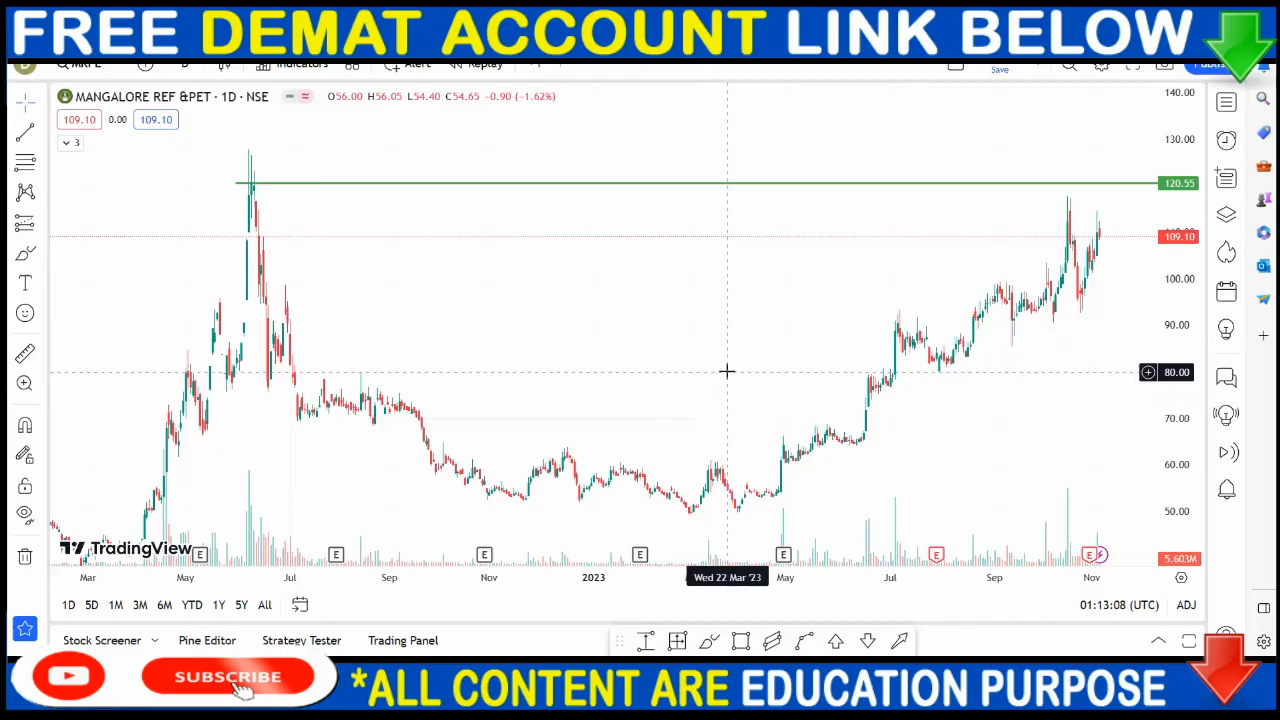 FREE DEMAT ACCOUNT LINK BELOW
Indicators Alert Replay Save
MANGALORE REF &PET · 1D · NSE O56.00 H56.05 L54.40 C54.65 -0.90 (-1.62%)
109.10 0.00 109.10
3
140.00
130.00
120.55
109.10
100.00
90.00
80.00
70.00
60.00
50.00
5.603M
TradingView
E E E E E E E
Mar May Jul Sep Nov 2023 Wed 22 Mar '23 May Jul Sep Nov
1D 5D 1M 3M 6M YTD 1Y 5Y All 01:13:08 (UTC) ADJ
Stock Screener Pine Editor Strategy Tester Trading Panel
SUBSCRIBE
*ALL CONTENT ARE EDUCATION PURPOSE